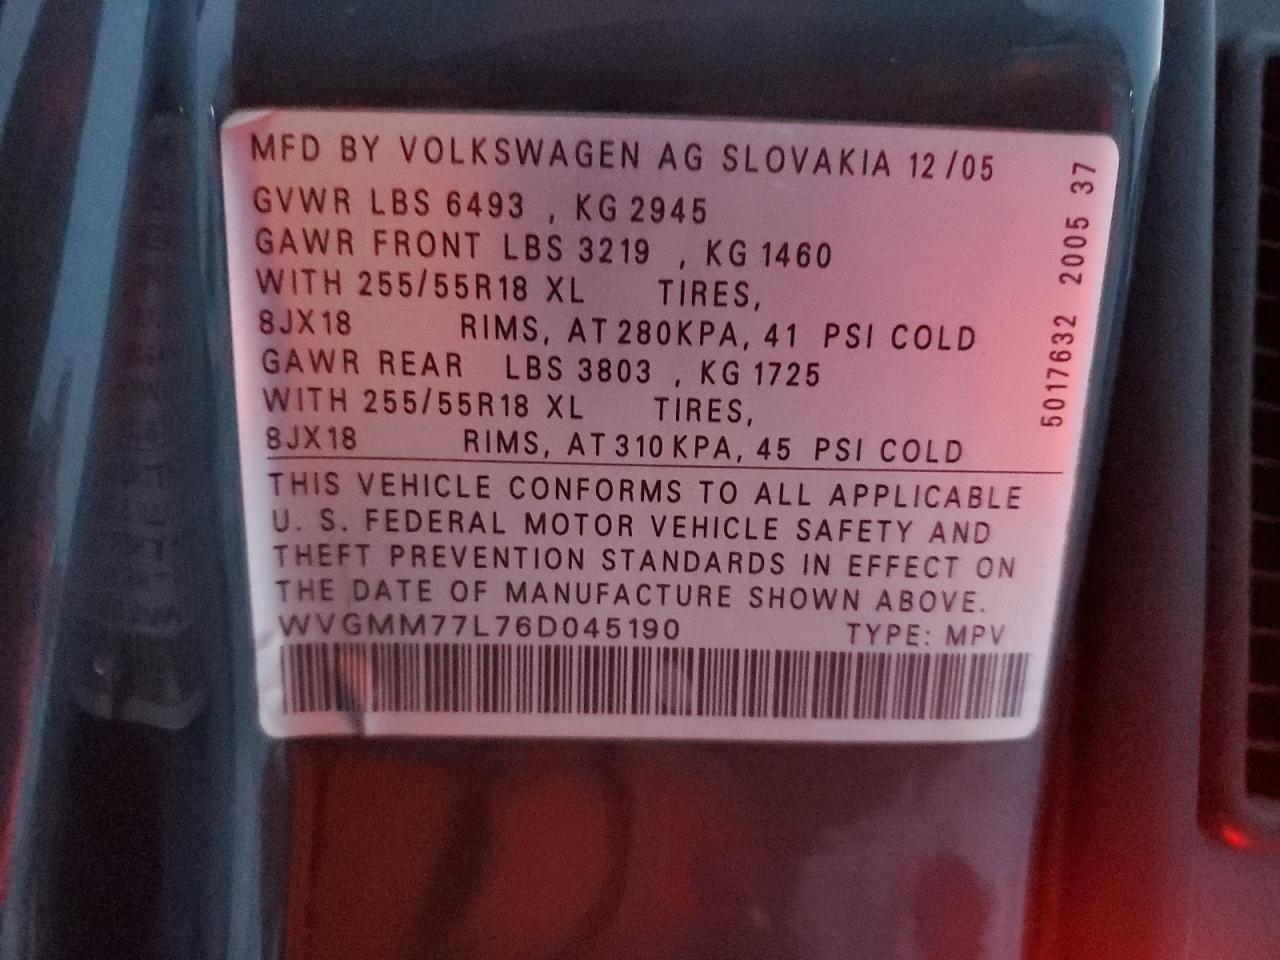 MFD BY VOLKSWAGEN AG SLOVAKIA 12/05
GVWR LBS 6493 , KG 2945
GAWR FRONT LBS 3219 , KG 1460
WITH 255/55R18 XL TIRES,
8JX18 RIMS, AT 280KPA, 41 PSI COLD
GAWR REAR LBS 3803 , KG 1725
WITH 255/55R18 XL TIRES,
8JX18 RIMS, AT 310 KPA, 45 PSI COLD
THIS VEHICLE CONFORMS TO ALL APPLICABLE
U. S. FEDERAL MOTOR VEHICLE SAFETY AND
THEFT PREVENTION STANDARDS IN EFFECT ON
THE DATE OF MANUFACTURE SHOWN ABOVE.
WVGMM77L76D045190 TYPE: MPV
5017632 2005 37